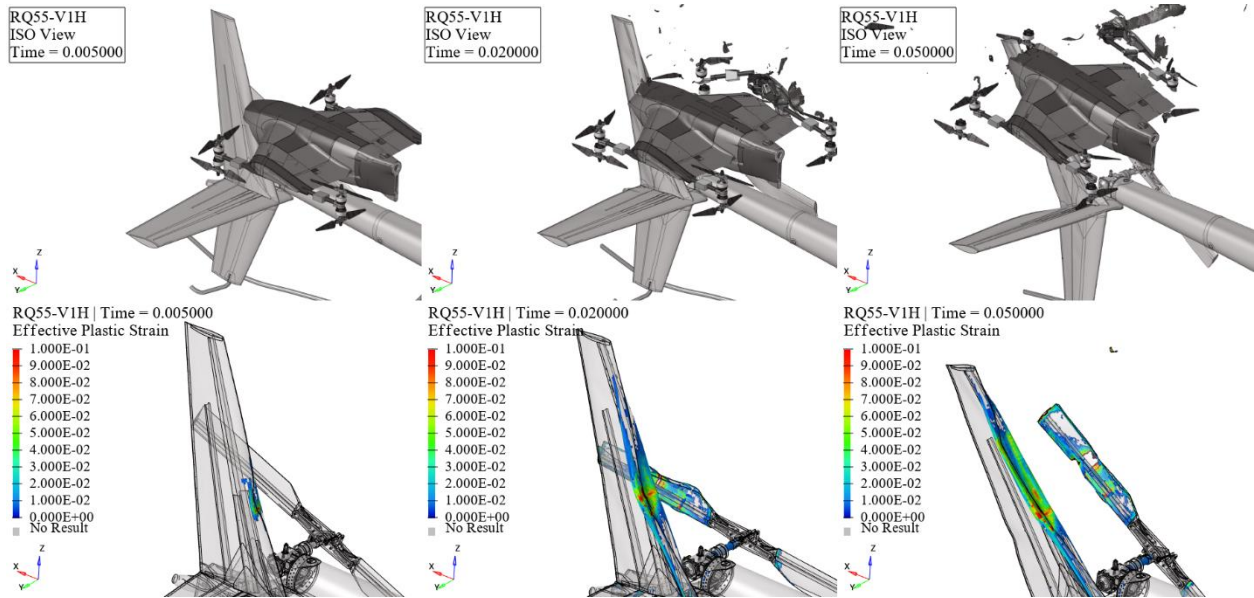 RQ55-V1H
ISO View
Time = 0.005000
Z
X
Y
RQ55-V1H
ISO View
Time = 0.020000
Z
X
Y
RQ55-V1H
ISO View
Time = 0.050000
Z
X
Y
RQ55-V1H | Time = 0.005000
Effective Plastic Strain
1.000E-01
9.000E-02
8.000E-02
7.000E-02
6.000E-02
5.000E-02
4.000E-02
3.000E-02
2.000E-02
1.000E-02
0.000E+00
No Result
Z
X
Y
RQ55-V1H | Time = 0.020000
Effective Plastic Strain
1.000E-01
9.000E-02
8.000E-02
7.000E-02
6.000E-02
5.000E-02
4.000E-02
3.000E-02
2.000E-02
1.000E-02
0.000E+00
No Result
Z
X
Y
RQ55-V1H | Time = 0.050000
Effective Plastic Strain
1.000E-01
9.000E-02
8.000E-02
7.000E-02
6.000E-02
5.000E-02
4.000E-02
3.000E-02
2.000E-02
1.000E-02
0.000E+00
No Result
Z
X
Y